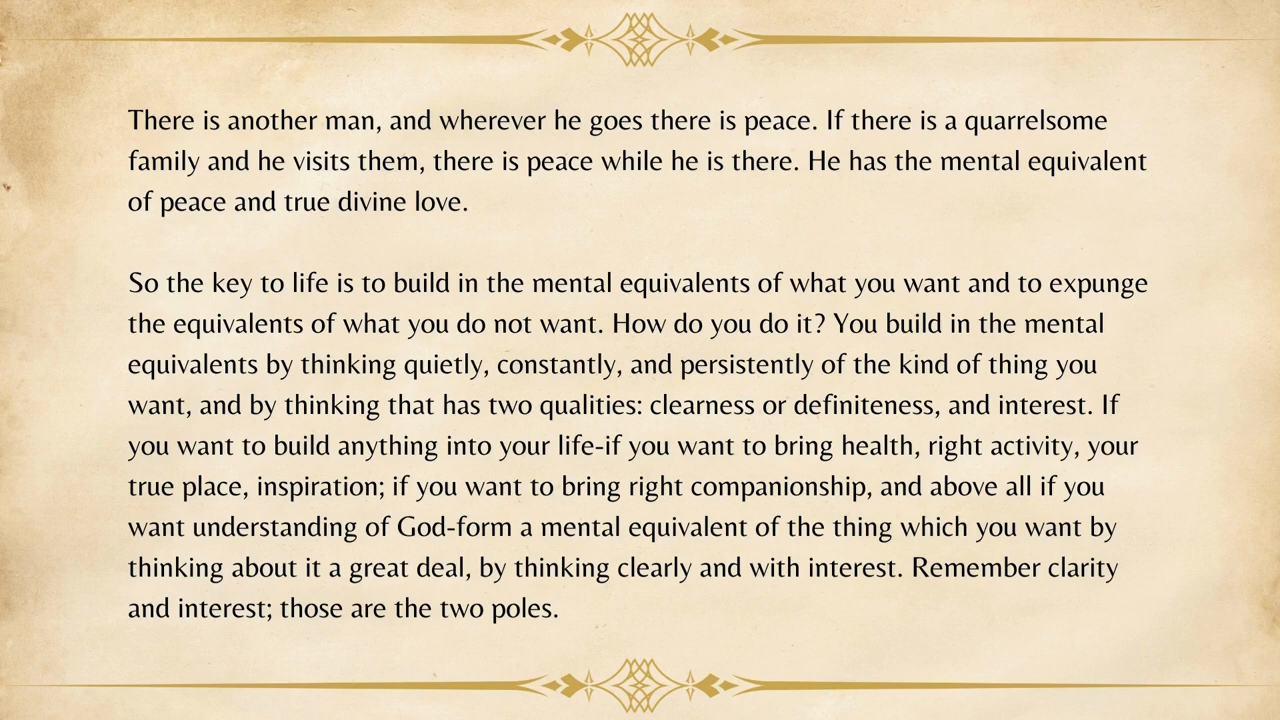 There is another man, and wherever he goes there is peace. If there is a quarrelsome
family and he visits them, there is peace while he is there. He has the mental equivalent
of peace and true divine love.
So the key to life is to build in the mental equivalents of what you want and to expunge
the equivalents of what you do not want. How do you do it? You build in the mental
equivalents by thinking quietly, constantly, and persistently of the kind of thing you
want, and by thinking that has two qualities: clearness or definiteness, and interest. If
you want to build anything into your life-if you want to bring health, right activity, your
true place, inspiration; if you want to bring right companionship, and above all if you
want understanding of God-form a mental equivalent of the thing which you want by
thinking about it a great deal, by thinking clearly and with interest. Remember clarity
and interest; those are the two poles.